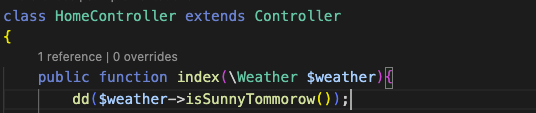 class HomeController extends Controller
{
1 reference | 0 overrides
public function index(\Weather $weather){
dd($weather->isSunnyTommorow());